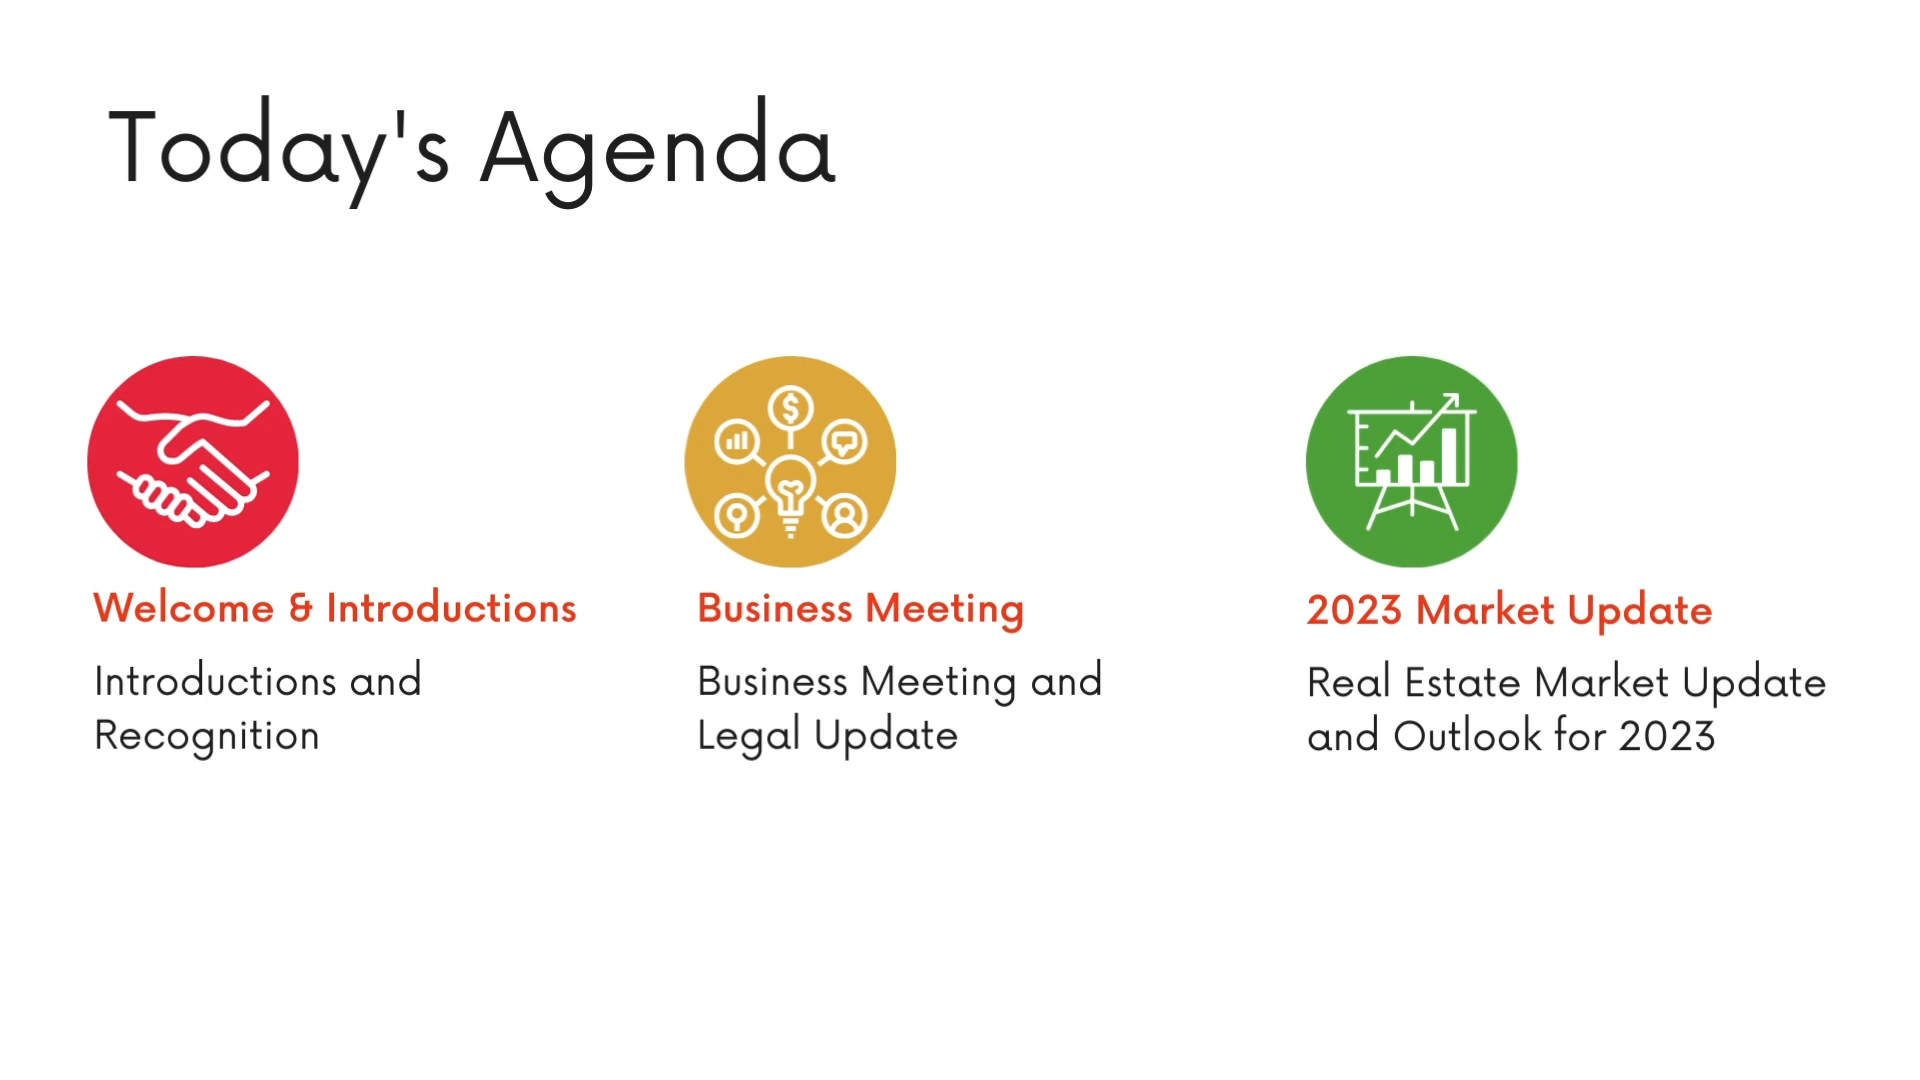 Today's Agenda
Welcome & Introductions
Introductions and
Recognition
Business Meeting
Business Meeting and
Legal Update
2023 Market Update
Real Estate Market Update
and Outlook for 2023